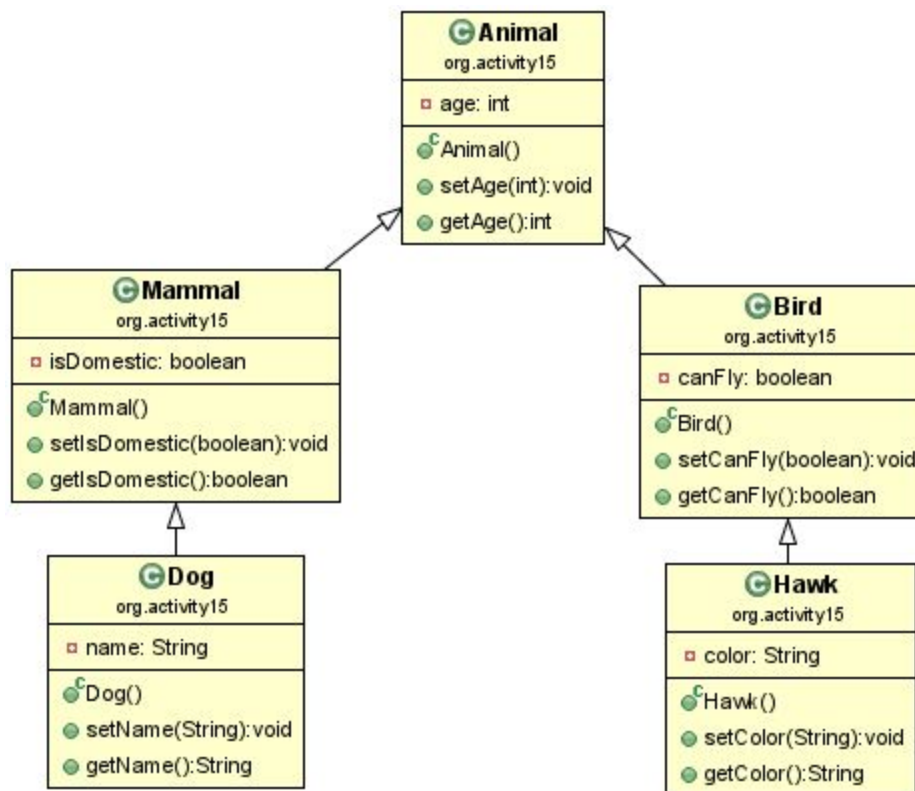 Animal
org.activity15
age: int
Animal()
setAge(int):void
getAge():int
Mammal
org.activity15
isDomestic: boolean
Mammal()
setIsDomestic(boolean):void
getIsDomestic():boolean
Bird
org.activity15
canFly: boolean
Bird()
setCanFly(boolean):void
getCanFly():boolean
Dog
org.activity15
name: String
Dog()
setName(String):void
getName():String
Hawk
org.activity15
color: String
Hawk()
setColor(String):void
getColor():String